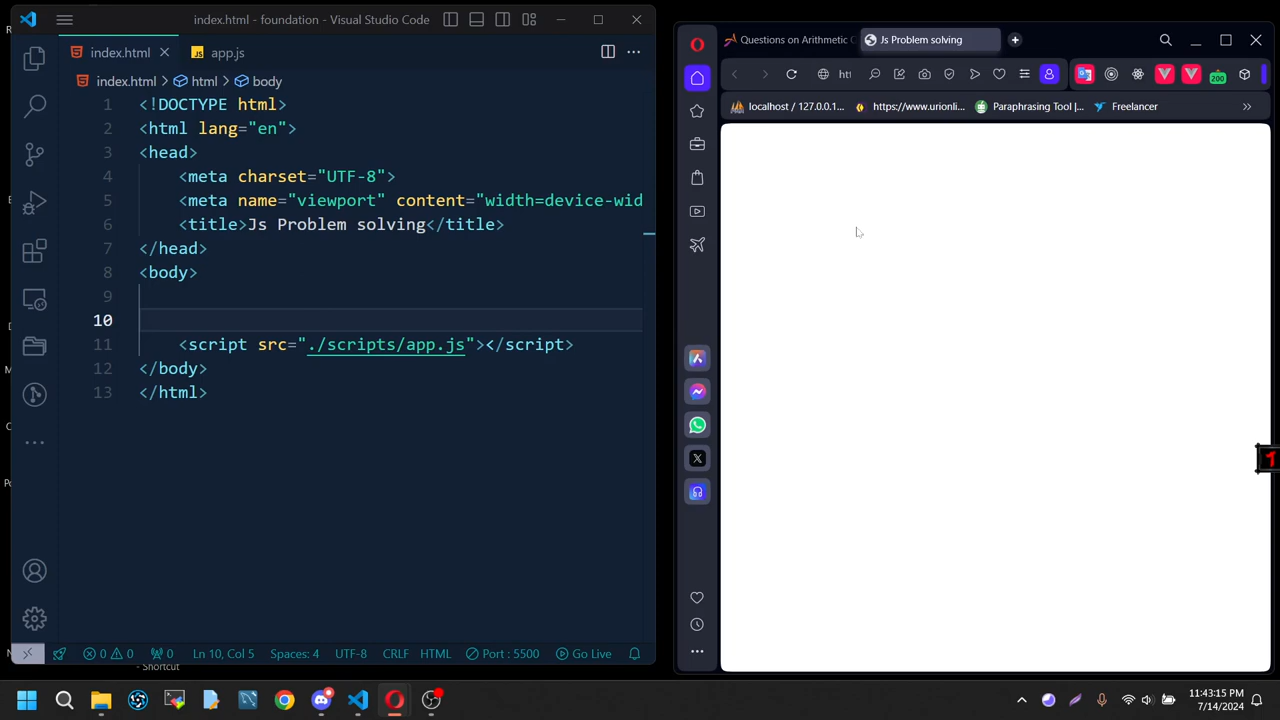 index.html - foundation - Visual Studio Code
index.html
app.js
index.html > html > body
1 <!DOCTYPE html>
2 <html lang="en">
3 <head>
4 <meta charset="UTF-8">
5 <meta name="viewport" content="width=device-wid
6 <title>Js Problem solving</title>
7 </head>
8 <body>
9
10
11 <script src="./scripts/app.js"></script>
12 </body>
13 </html>
0 0 0 Ln 10, Col 5 Spaces: 4 UTF-8 CRLF HTML Port : 5500 Go Live
Questions on Arithmetic
Js Problem solving
200
localhost / 127.0.0.1... https://www.urionli... Paraphrasing Tool |... Freelancer
- Shortcut
11:43:15 PM
7/14/2024